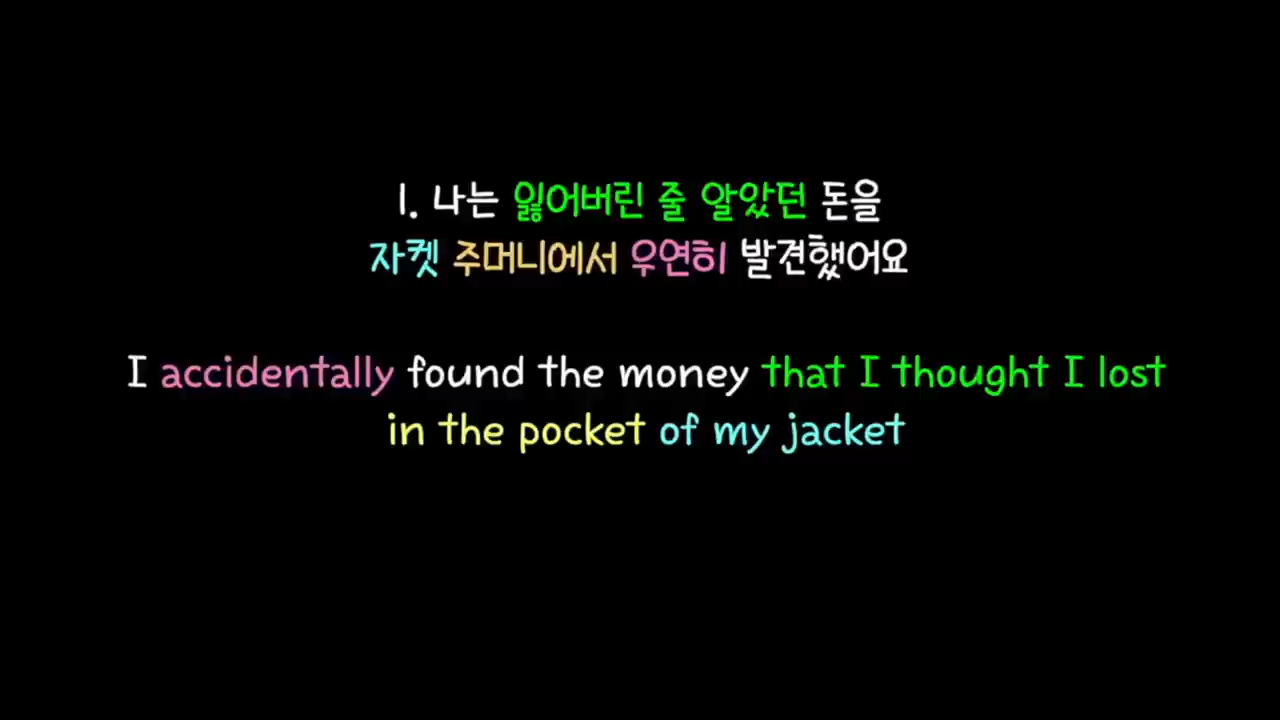 1. 나는 잃어버린 줄 알았던 돈을
자켓 주머니에서 우연히 발견했어요
I accidentally found the money that I thought I lost
in the pocket of my jacket